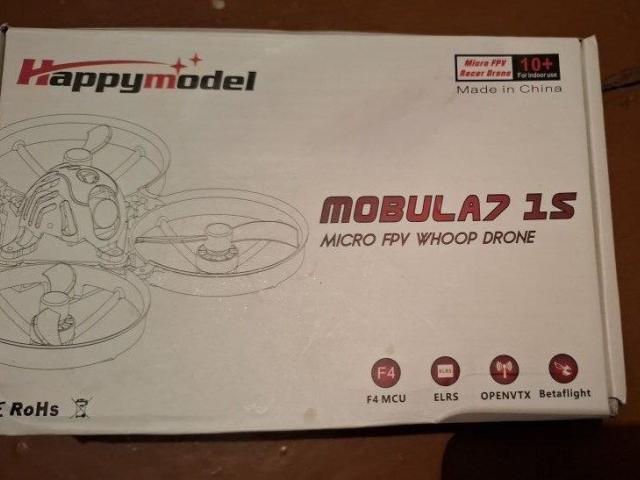 Happymodel
Micro FPV
Racer Drone
10+
For indoor use
Made in China
MOBULA7 1S
MICRO FPV WHOOP DRONE
F4
ELRS
F4 MCU
ELRS
OPENVTX
Betaflight
CE RoHs